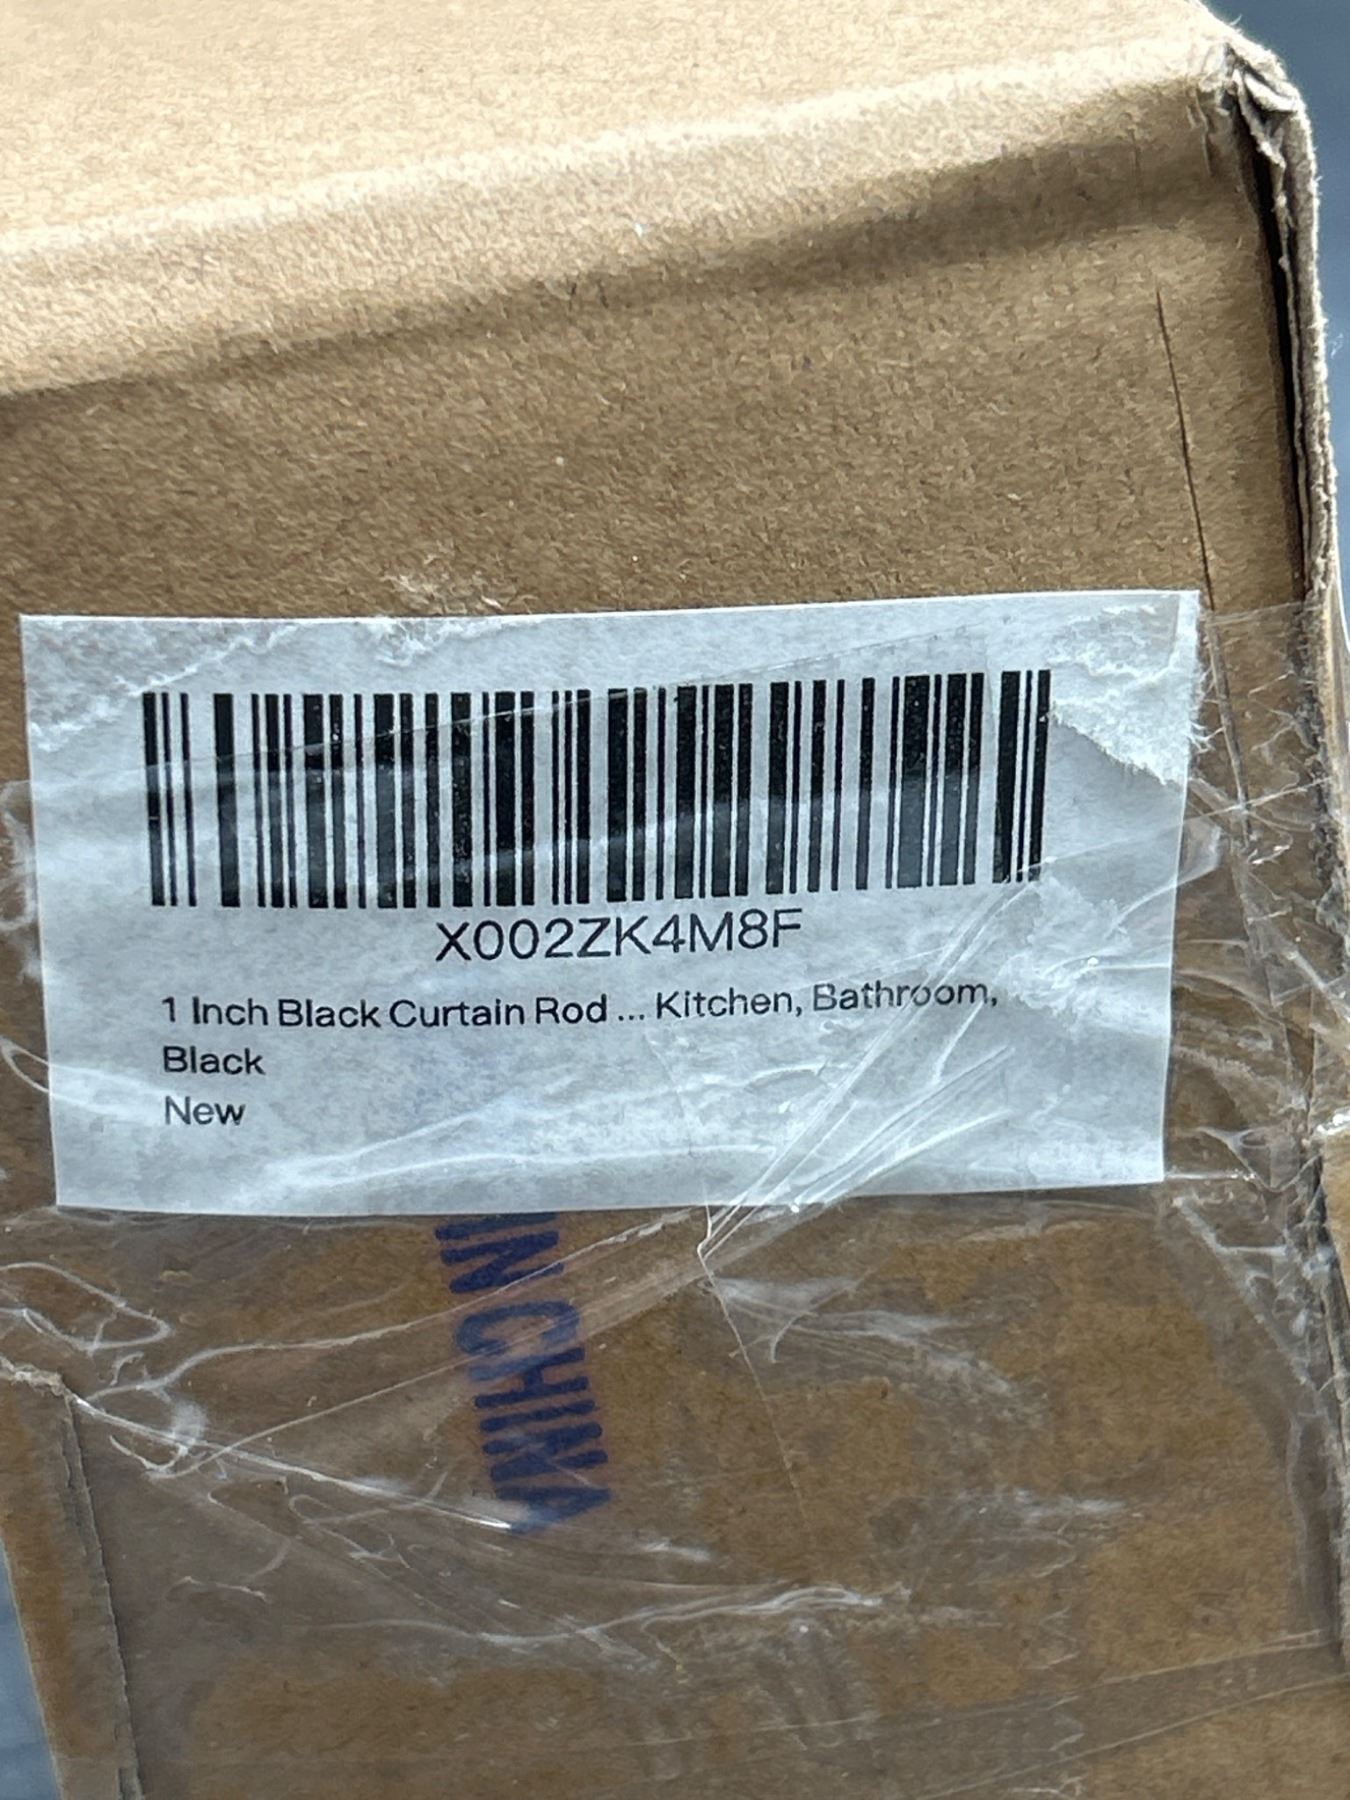 X002ZK4M8F
1 Inch Black Curtain Rod ... Kitchen, Bathroom,
Black
New
IN CHINA